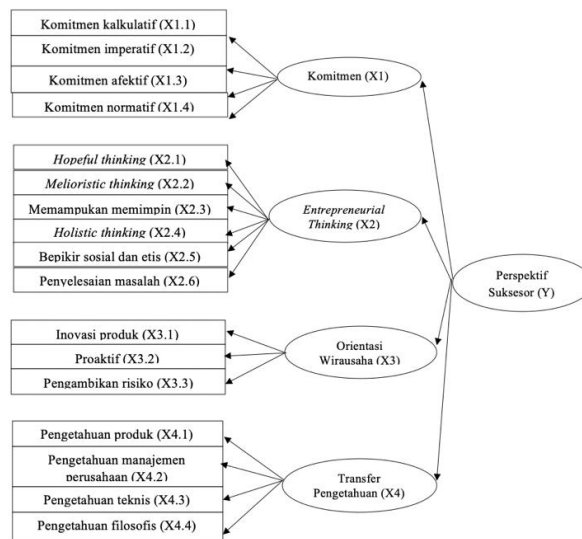 Komitmen kalkulatif (X1.1)
Komitmen imperatif (X1.2)
Komitmen afektif (X1.3)
Komitmen normatif (X1.4)
Komitmen (X1)
Hopeful thinking (X2.1)
Melioristic thinking (X2.2)
Memampukan memimpin (X2.3)
Holistic thinking (X2.4)
Bepikir sosial dan etis (X2.5)
Penyelesaian masalah (X2.6)
Entrepreneurial
Thinking (X2)
Perspektif
Suksesor (Y)
Inovasi produk (X3.1)
Proaktif (X3.2)
Pengambikan risiko (X3.3)
Orientasi
Wirausaha (X3)
Pengetahuan produk (X4.1)
Pengetahuan manajemen
perusahaan (X4.2)
Pengetahuan teknis (X4.3)
Pengetahuan filosofis (X4.4)
Transfer
Pengetahuan (X4)